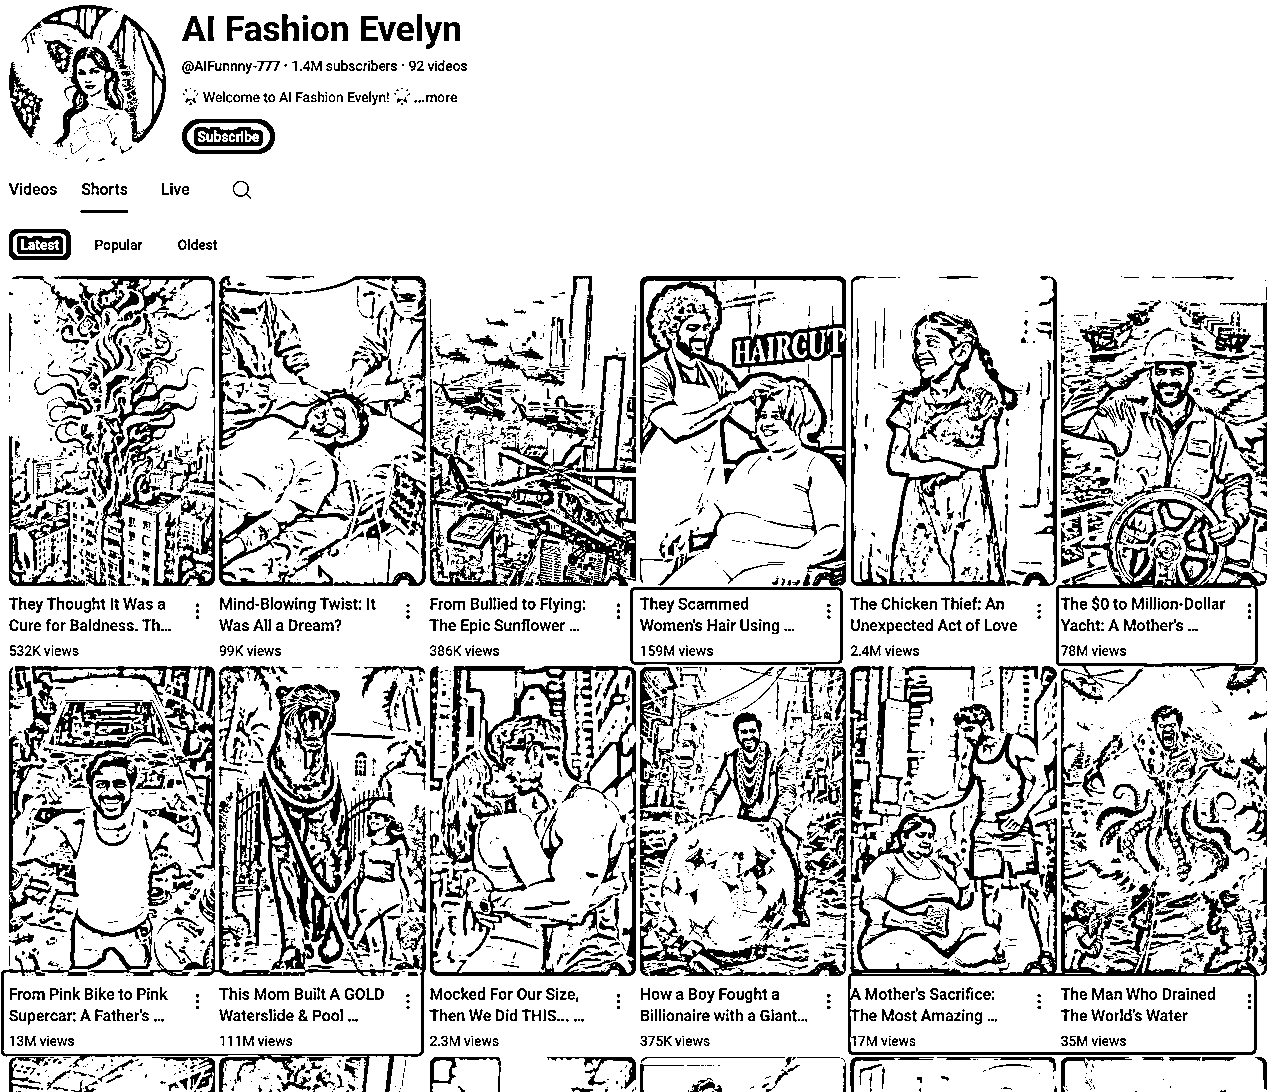 AI Fashion Evelyn
@AIFunnny-777 · 1.4M subscribers · 92 videos
Welcome to AI Fashion Evelyn! ...more
Subscribe
Videos Shorts Live
Latest Popular Oldest
HAIRCUT
They Thought It Was a
Cure for Baldness. Th...
532K views
Mind-Blowing Twist: It
Was All a Dream?
99K views
From Bullied to Flying:
The Epic Sunflower ...
386K views
They Scammed
Women's Hair Using ...
159M views
The Chicken Thief: An
Unexpected Act of Love
2.4M views
The $0 to Million-Dollar
Yacht: A Mother's ...
78M views
From Pink Bike to Pink
Supercar: A Father's ...
13M views
This Mom Built A GOLD
Waterslide & Pool ...
111M views
Mocked For Our Size,
Then We Did THIS... ...
2.3M views
How a Boy Fought a
Billionaire with a Giant...
375K views
A Mother's Sacrifice:
The Most Amazing ...
17M views
The Man Who Drained
The World's Water
35M views